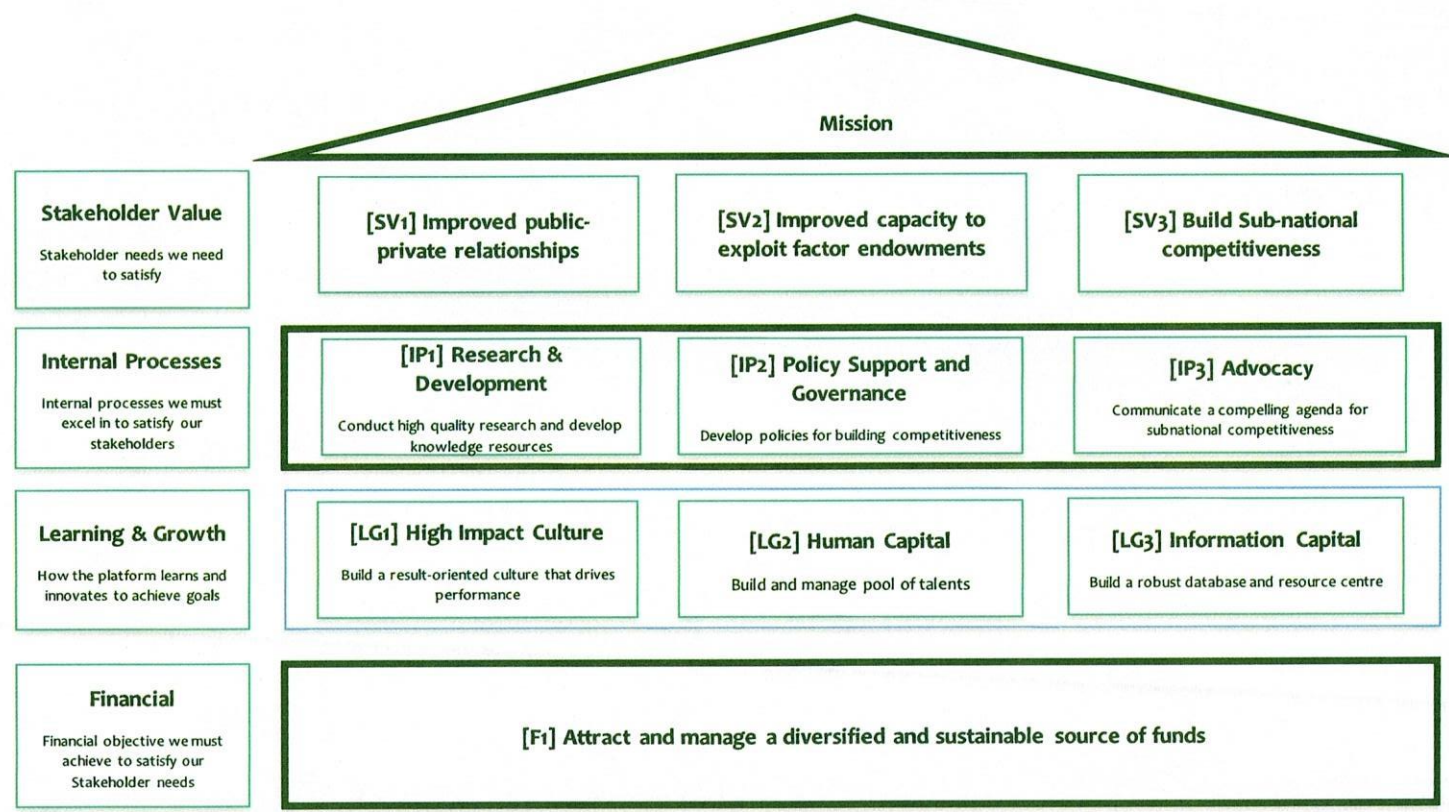 Mission
Stakeholder Value
Stakeholder needs we need
to satisfy
[SV1] Improved public-
private relationships
[SV2] Improved capacity to
exploit factor endowments
[SV3] Build Sub-national
competitiveness
Internal Processes
Internal processes we must
excel in to satisfy our
stakeholders
[IP1] Research &
Development
Conduct high quality research and develop
knowledge resources
[IP2] Policy Support and
Governance
Develop policies for building competitiveness
[IP3] Advocacy
Communicate a compelling agenda for
subnational competitiveness
Learning & Growth
How the platform learns and
innovates to achieve goals
[LG1] High Impact Culture
Build a result-oriented culture that drives
performance
[LG2] Human Capital
Build and manage pool of talents
[LG3] Information Capital
Build a robust database and resource centre
Financial
Financial objective we must
achieve to satisfy our
Stakeholder needs
[F1] Attract and manage a diversified and sustainable source of funds